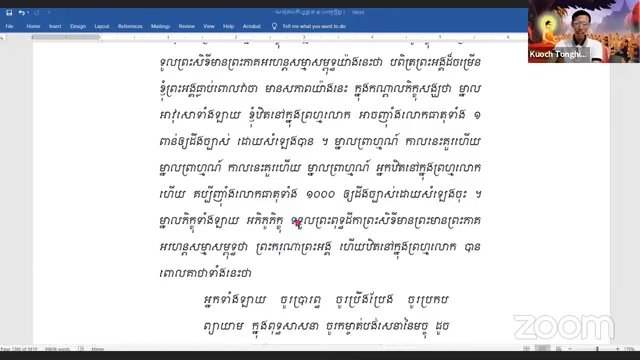 File Home Insert Design Layout References Mailings Review View Help Acrobat Tell me what you want to do
Kuoch Tonghi...
ទូលព្រះសិទីមានព្រះភាគអរហន្តសម្មាសម្ពុទ្ធយ៉ាងនេះថា បពិត្រព្រះអង្គដ៏ចម្រើន
ខ្ញុំព្រះអង្គធ្លាប់ពោលវាចា មានសភាពយ៉ាងនេះ ក្នុងកណ្តាលភិក្ខុសង្ឃថា ម្នាល
អាវុសោទាំងឡាយ ខ្ញុំឋិតនៅក្នុងព្រហ្មលោក អាចញ៉ាំងលោកធាតុទាំង ១
ពាន់ឲ្យដឹងច្បាស់ ដោយសំឡេងបាន ។ ម្នាលព្រាហ្មណ៍ កាលនេះគួរហើយ
ម្នាលព្រាហ្មណ៍ កាលនេះគួរហើយ ម្នាលព្រាហ្មណ៍ អ្នកឋិតនៅក្នុងព្រហ្មលោក
ហើយ គប្បីញ៉ាំងលោកធាតុទាំង ១០០០ ឲ្យដឹងច្បាស់ដោយសំឡេងចុះ ។
ម្នាលភិក្ខុទាំងឡាយ អភិភូភិក្ខុ ទទួលព្រះពុទ្ធដីកាព្រះសិទីមានព្រះមានព្រះភាគ
អរហន្តសម្មាសម្ពុទ្ធថា ព្រះករុណាព្រះអង្គ ហើយឋិតនៅក្នុងព្រហ្មលោក បាន
ពោលគាថាទាំងនេះថា
អ្នកទាំងឡាយ ចូរប្រារព្ធ ចូរប្រឹងប្រែង ចូរប្រកប
ព្យាយាម ក្នុងពុទ្ធសាសនា ចូរកម្ចាត់បង់សេនានៃមច្ចុ ដូច
zoom
Khmer